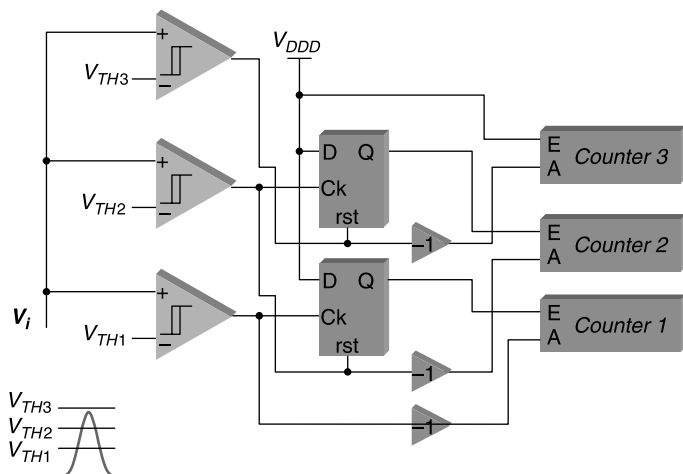 V_DDD
+
V_TH3
−
E
A
Counter 3
+
V_TH2
−
D Q
Ck
rst
−1
E
A
Counter 2
+
V_i
V_TH1
−
D Q
Ck
rst
−1
E
A
Counter 1
−1
V_TH3
V_TH2
V_TH1